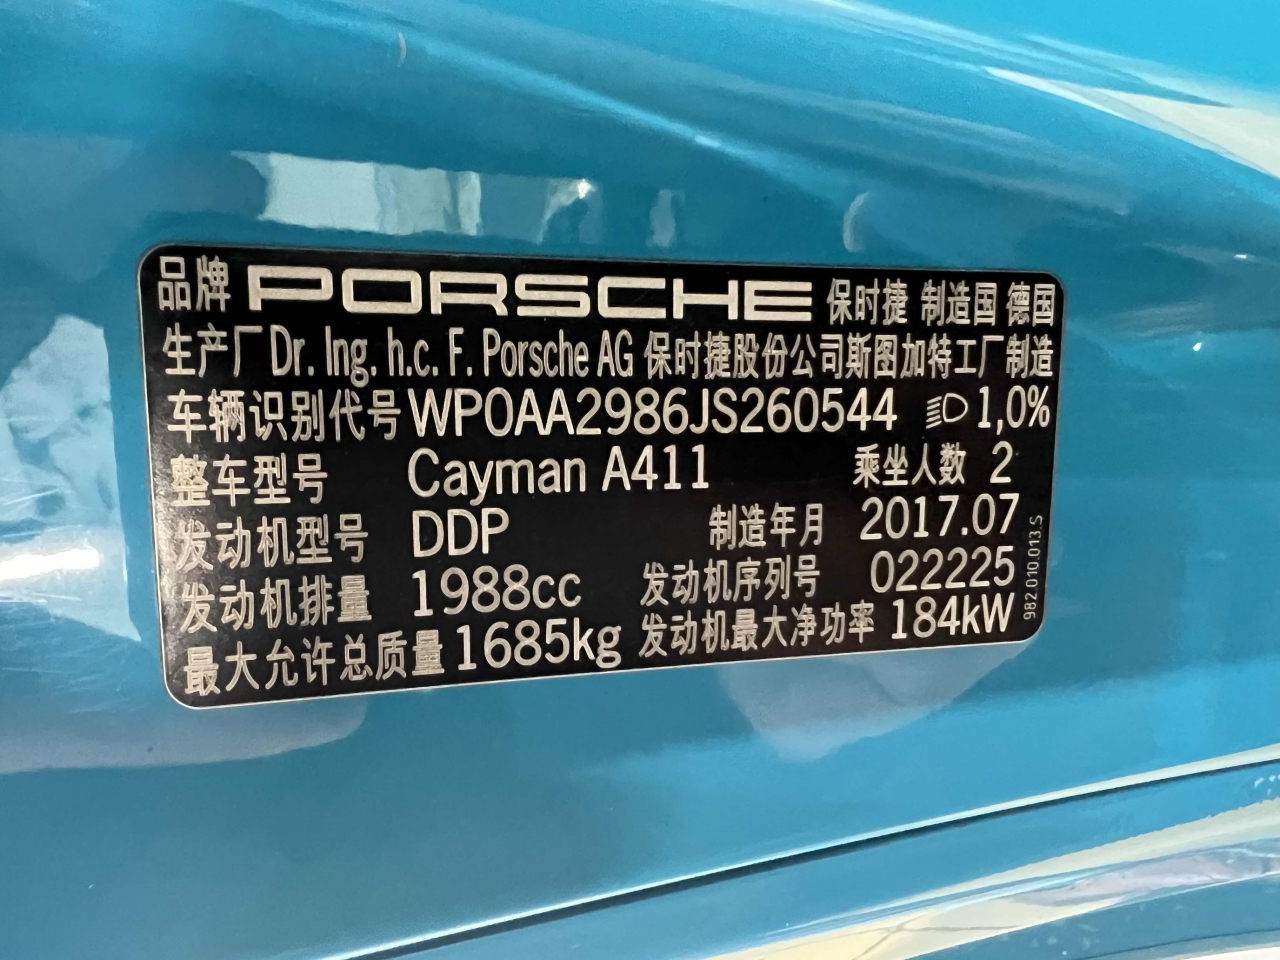 品牌 PORSCHE 保时捷 制造国 德国
生产厂 Dr. Ing. h.c. F. Porsche AG 保时捷股份公司斯图加特工厂制造
车辆识别代号 WP0AA2986JS260544 1,0%
整车型号 Cayman A411 乘坐人数 2
发动机型号 DDP 制造年月 2017.07
发动机排量 1988cc 发动机序列号 022225
最大允许总质量 1685kg 发动机最大净功率 184kW
982.010.013.S